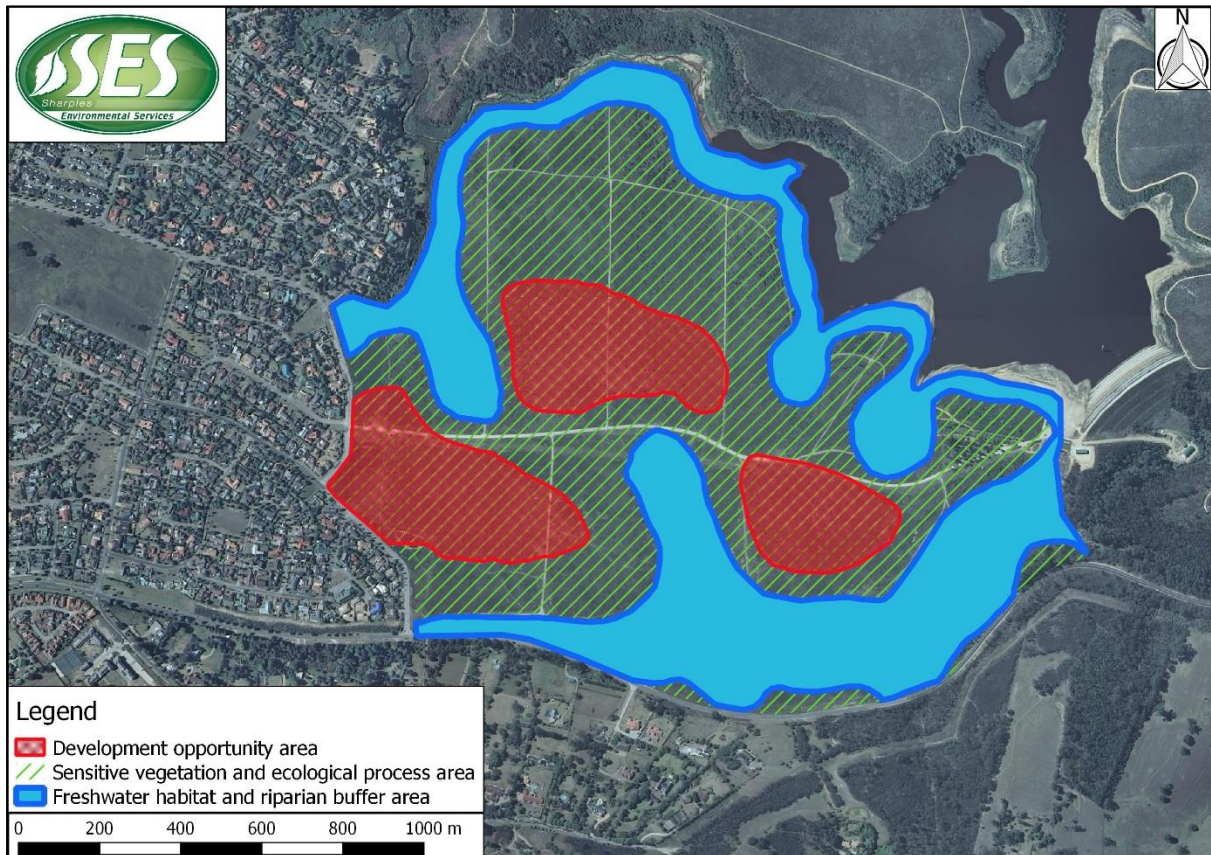 SES
Sharples
Environmental Services
N
Legend
Development opportunity area
Sensitive vegetation and ecological process area
Freshwater habitat and riparian buffer area
0 200 400 600 800 1000 m